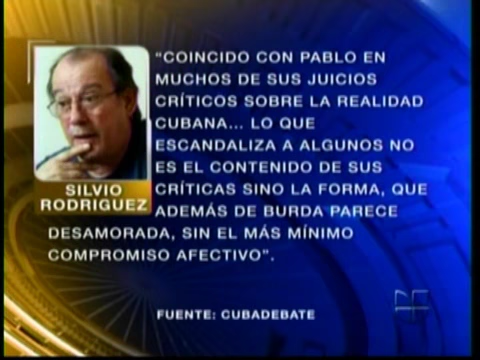 “COINCIDO CON PABLO EN
MUCHOS DE SUS JUICIOS
CRÍTICOS SOBRE LA REALIDAD
CUBANA... LO QUE
ESCANDALIZA A ALGUNOS NO
ES EL CONTENIDO DE SUS
CRÍTICAS SINO LA FORMA, QUE
ADEMÁS DE BURDA PARECE
DESAMORADA, SIN EL MÁS MÍNIMO
COMPROMISO AFECTIVO”.
SILVIO
RODRIGUEZ
FUENTE: CUBADEBATE